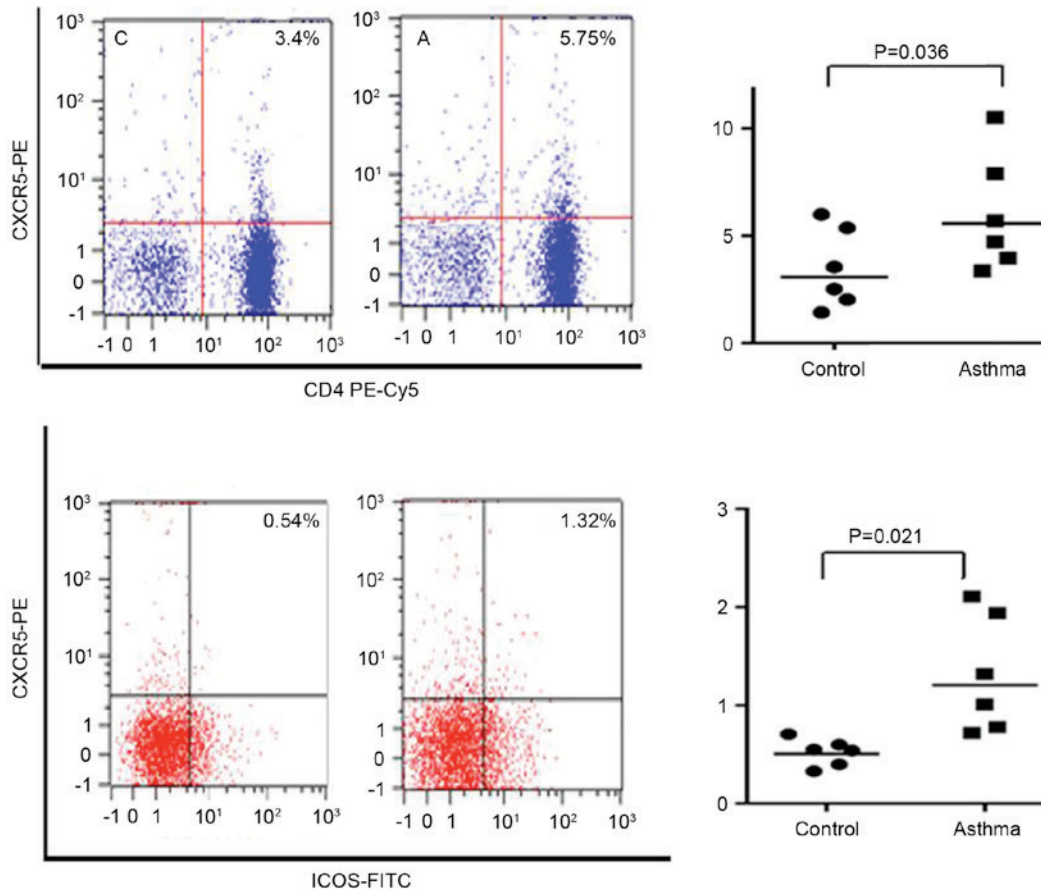 C
3.4%
A
5.75%
10³
10²
10¹
1
0
-1
-1 0 1 10¹ 10² 10³
10³
10²
10¹
1
0
-1
-1 0 1 10¹ 10² 10³
CXCR5-PE
CD4 PE-Cy5
P=0.036
10
5
0
Control
Asthma
0.54%
1.32%
10³
10²
10¹
1
0
-1
-1 0 1 10¹ 10² 10³
10³
10²
10¹
1
0
-1
-1 0 1 10¹ 10² 10³
CXCR5-PE
ICOS-FITC
P=0.021
3
2
1
0
Control
Asthma